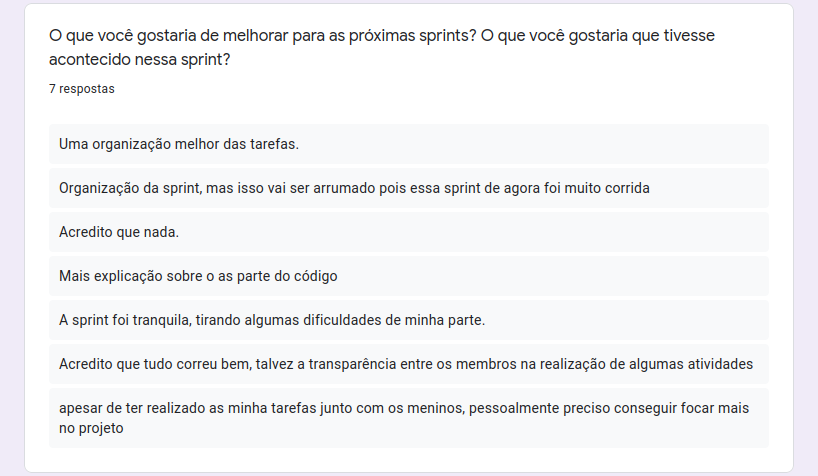 O que você gostaria de melhorar para as próximas sprints? O que você gostaria que tivesse
acontecido nessa sprint?
7 respostas
Uma organização melhor das tarefas.
Organização da sprint, mas isso vai ser arrumado pois essa sprint de agora foi muito corrida
Acredito que nada.
Mais explicação sobre o as parte do código
A sprint foi tranquila, tirando algumas dificuldades de minha parte.
Acredito que tudo correu bem, talvez a transparência entre os membros na realização de algumas atividades
apesar de ter realizado as minha tarefas junto com os meninos, pessoalmente preciso conseguir focar mais
no projeto